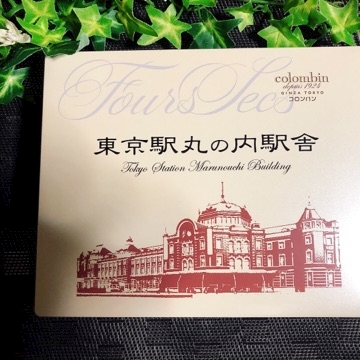 Fours Secs
colombin
depuis 1924
GINZA TOKYO
コロンバン
東京駅丸の内駅舎
Tokyo Station Marunouchi Building